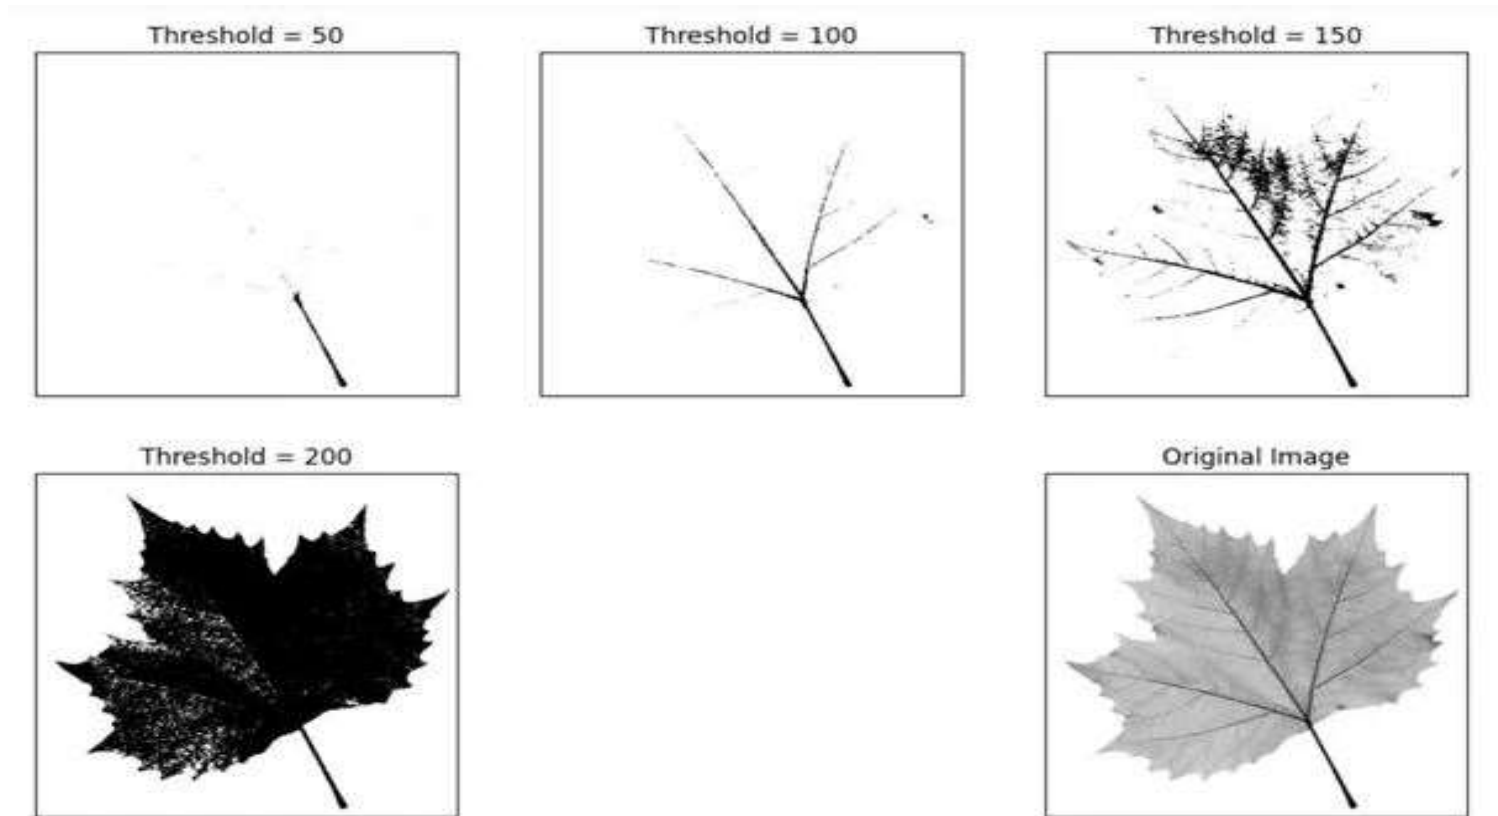 Threshold = 50
Threshold = 100
Threshold = 150
Threshold = 200
Original Image